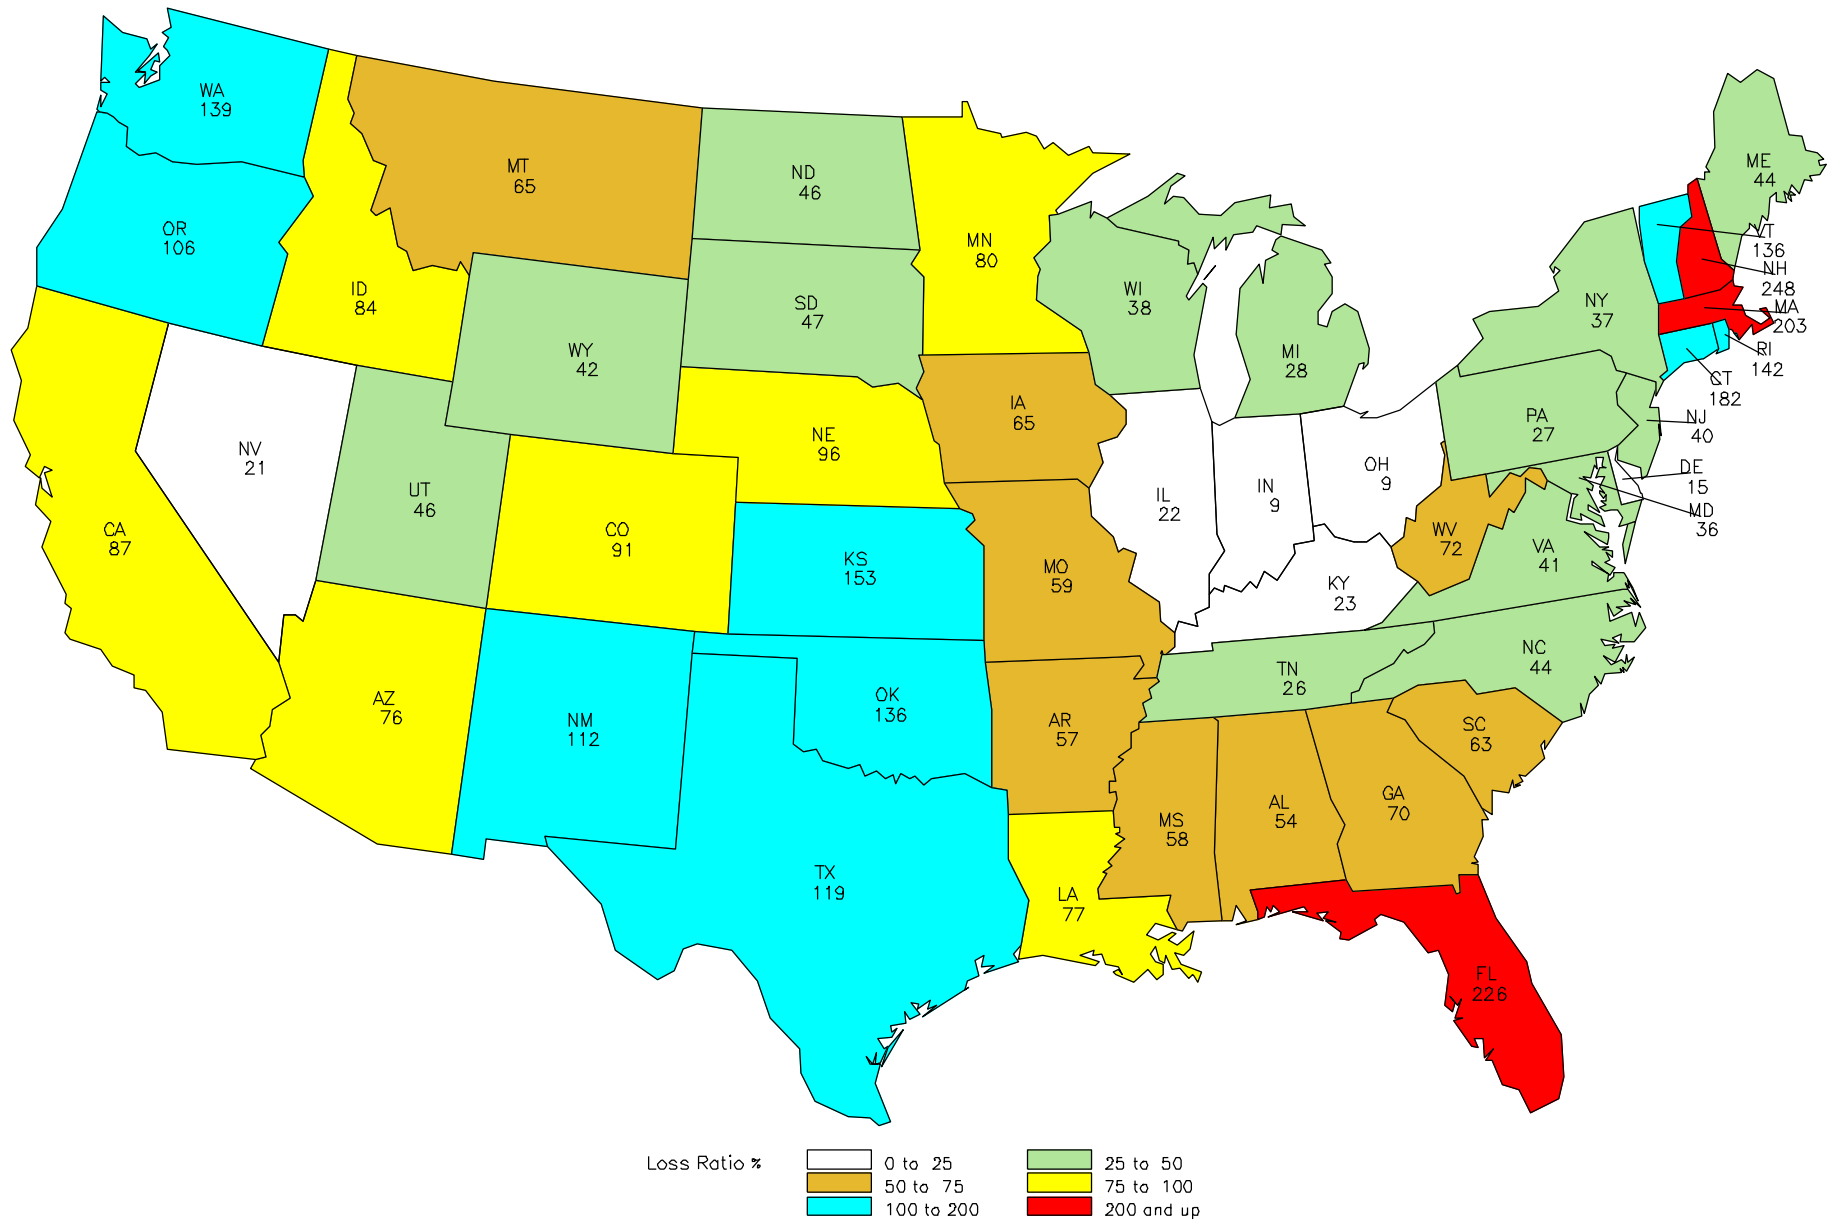 WA
139
MT
65
ND
46
ME
44
OR
106
MN
80
VT
136
ID
84
SD
47
WI
38
NH
248
NY
37
MA
203
WY
42
MI
28
RI
142
CT
182
IA
65
NE
96
PA
27
NJ
40
NV
21
UT
46
OH
9
DE
15
IL
22
IN
9
MD
36
CA
87
CO
91
KS
153
MO
59
WV
72
VA
41
KY
23
NC
44
TN
26
AZ
76
NM
112
OK
136
AR
57
SC
63
MS
58
AL
54
GA
70
TX
119
LA
77
FL
226
Loss Ratio %
0 to 25
25 to 50
50 to 75
75 to 100
100 to 200
200 and up